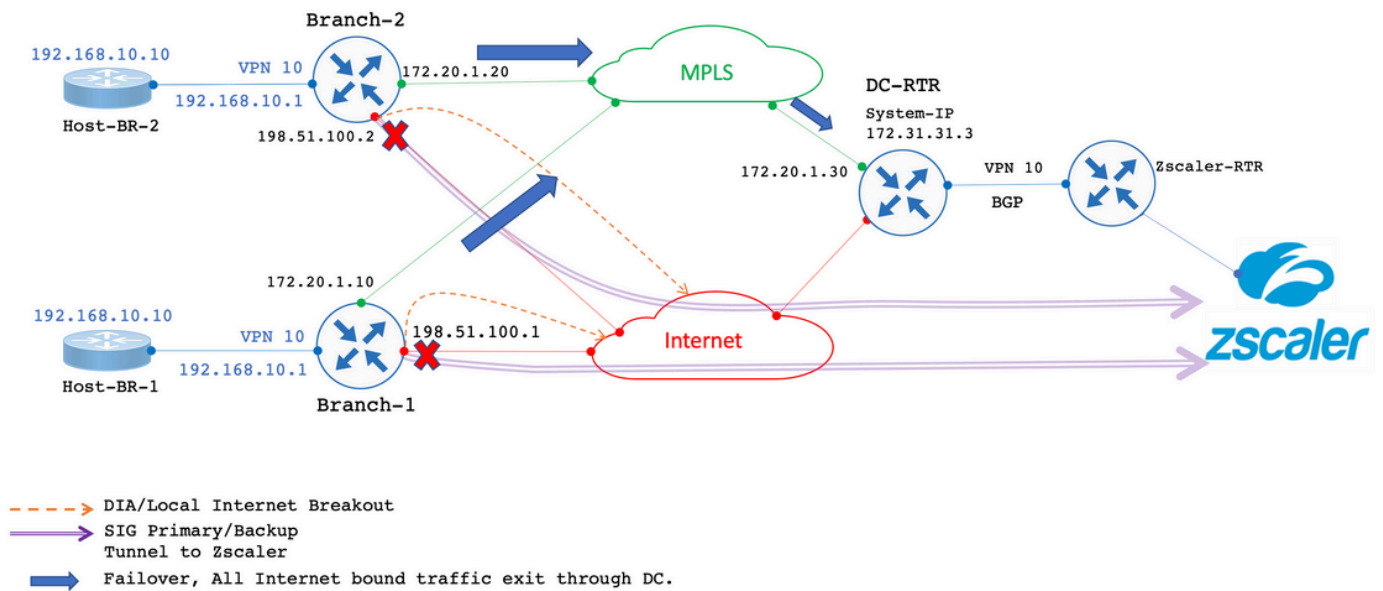 Branch-2
192.168.10.10
VPN 10
172.20.1.20
MPLS
192.168.10.1
Host-BR-2
198.51.100.2
DC-RTR
System-IP
172.31.31.3
172.20.1.30
VPN 10
BGP
Zscaler-RTR
172.20.1.10
192.168.10.10
VPN 10
198.51.100.1
Internet
zscaler
192.168.10.1
Host-BR-1
Branch-1
DIA/Local Internet Breakout
SIG Primary/Backup
Tunnel to Zscaler
Failover, All Internet bound traffic exit through DC.